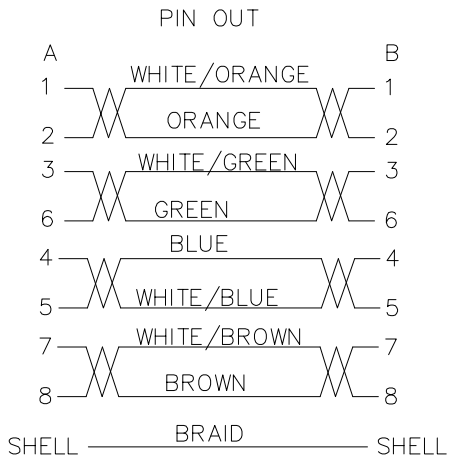 PIN OUT
A B
1 WHITE/ORANGE 1
2 ORANGE 2
3 WHITE/GREEN 3
6 GREEN 6
4 BLUE 4
5 WHITE/BLUE 5
7 WHITE/BROWN 7
8 BROWN 8
SHELL BRAID SHELL